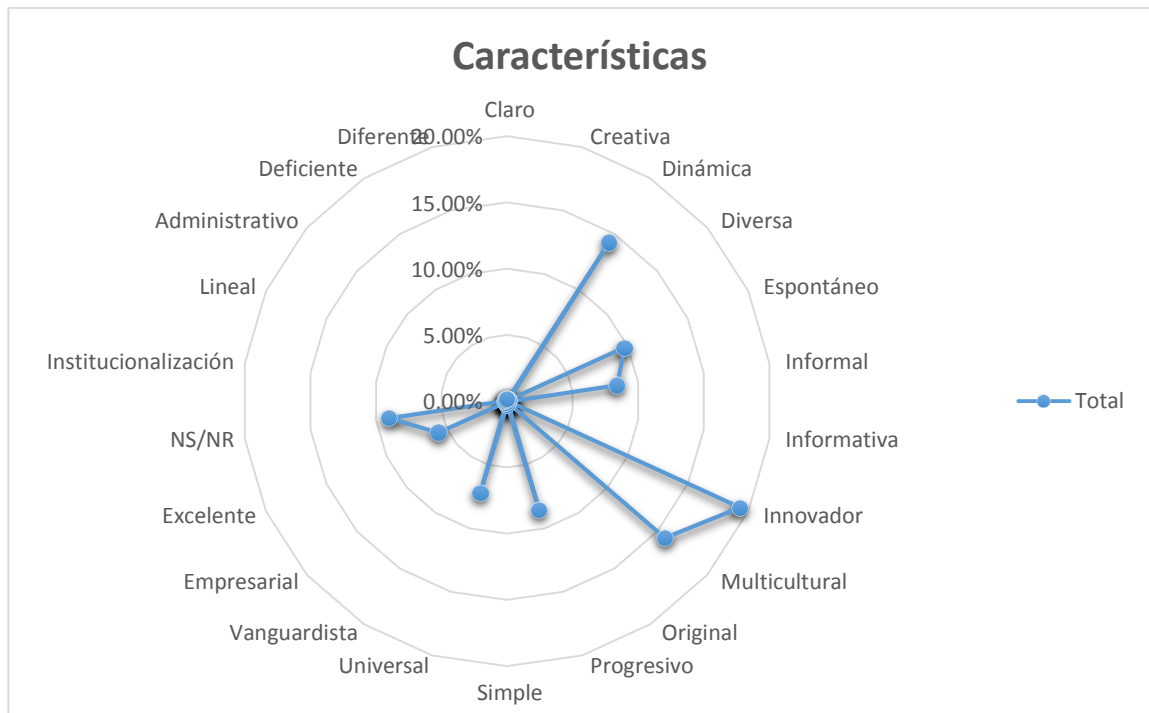 Características
Claro
Creativa
Dinámica
Diversa
Espontáneo
Informal
Informativa
Innovador
Multicultural
Original
Progresivo
Simple
Universal
Vanguardista
Empresarial
Excelente
NS/NR
Institucionalización
Lineal
Administrativo
Deficiente
Diferente
20.00%
15.00%
10.00%
5.00%
0.00%
Total